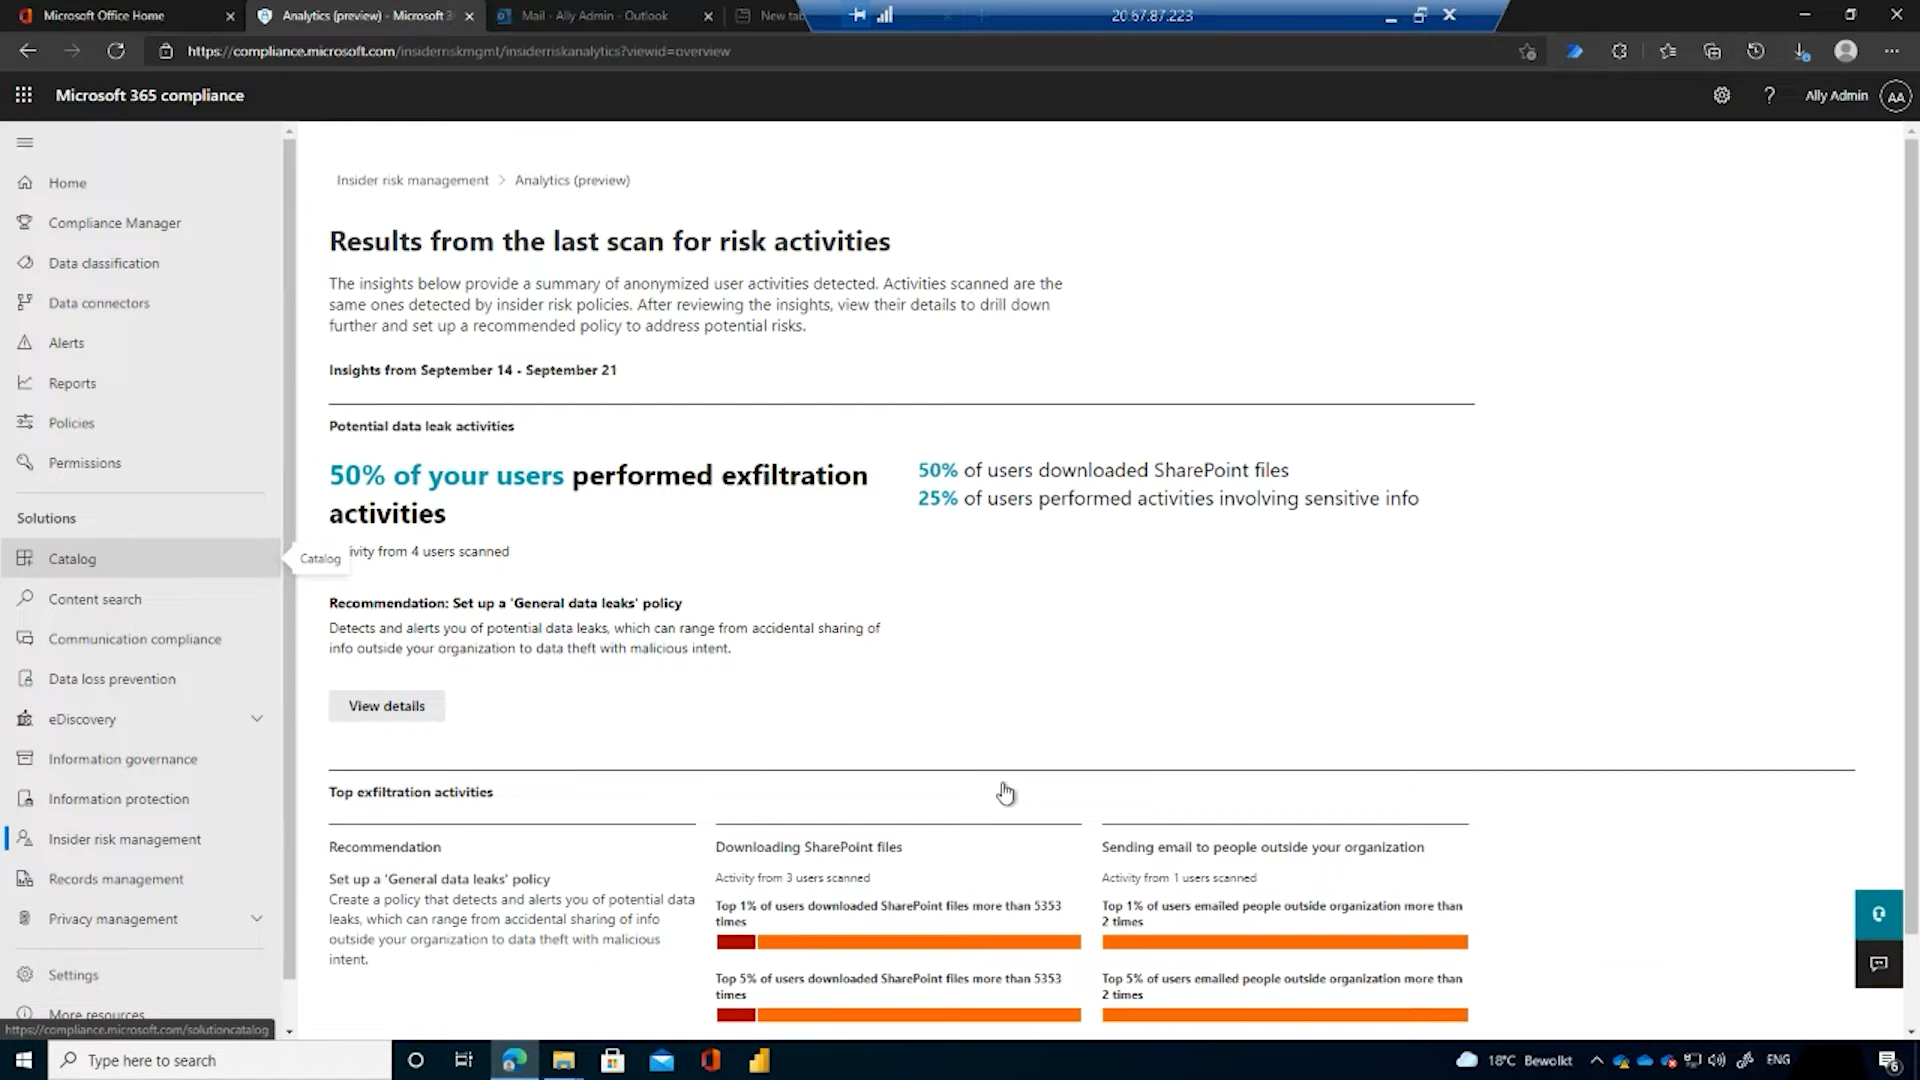 Microsoft Office Home
Analytics (preview) - Microsoft 3
Mail - Ally Admin - Outlook
New tab
20.67.87.223
https://compliance.microsoft.com/insiderriskmgmt/insiderriskanalytics?viewid=overview
Microsoft 365 compliance
?
Ally Admin
AA
Home
Compliance Manager
Data classification
Data connectors
Alerts
Reports
Policies
Permissions
Solutions
Catalog
Content search
Communication compliance
Data loss prevention
eDiscovery
Information governance
Information protection
Insider risk management
Records management
Privacy management
Settings
More resources
https://compliance.microsoft.com/solutioncatalog
Catalog
Insider risk management > Analytics (preview)
Results from the last scan for risk activities
The insights below provide a summary of anonymized user activities detected. Activities scanned are the
same ones detected by insider risk policies. After reviewing the insights, view their details to drill down
further and set up a recommended policy to address potential risks.
Insights from September 14 - September 21
Potential data leak activities
50% of your users performed exfiltration
activities
ivity from 4 users scanned
50% of users downloaded SharePoint files
25% of users performed activities involving sensitive info
Recommendation: Set up a 'General data leaks' policy
Detects and alerts you of potential data leaks, which can range from accidental sharing of
info outside your organization to data theft with malicious intent.
View details
Top exfiltration activities
Recommendation
Set up a 'General data leaks' policy
Create a policy that detects and alerts you of potential data
leaks, which can range from accidental sharing of info
outside your organization to data theft with malicious
intent.
Downloading SharePoint files
Activity from 3 users scanned
Top 1% of users downloaded SharePoint files more than 5353
times
Top 5% of users downloaded SharePoint files more than 5353
times
Sending email to people outside your organization
Activity from 1 users scanned
Top 1% of users emailed people outside organization more than
2 times
Top 5% of users emailed people outside organization more than
2 times
Type here to search
18°C Bewolkt
ENG
6